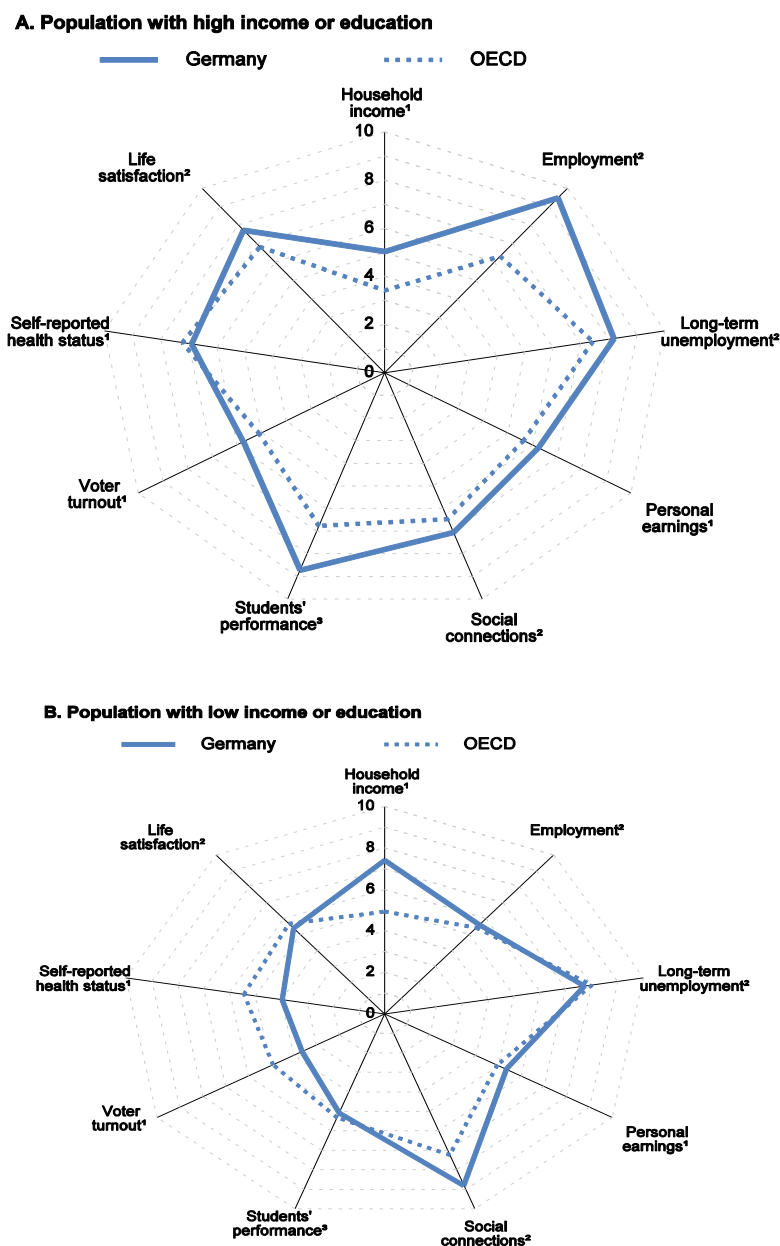 A. Population with high income or education
Germany OECD
Household
income¹
10
8
6
4
2
0
Employment²
Long-term
unemployment²
Personal
earnings¹
Social
connections²
Students'
performance³
Voter
turnout¹
Self-reported
health status¹
Life
satisfaction²
B. Population with low income or education
Germany OECD
Household
income¹
10
8
6
4
2
0
Employment²
Long-term
unemployment²
Personal
earnings¹
Social
connections²
Students'
performance³
Voter
turnout¹
Self-reported
health status¹
Life
satisfaction²